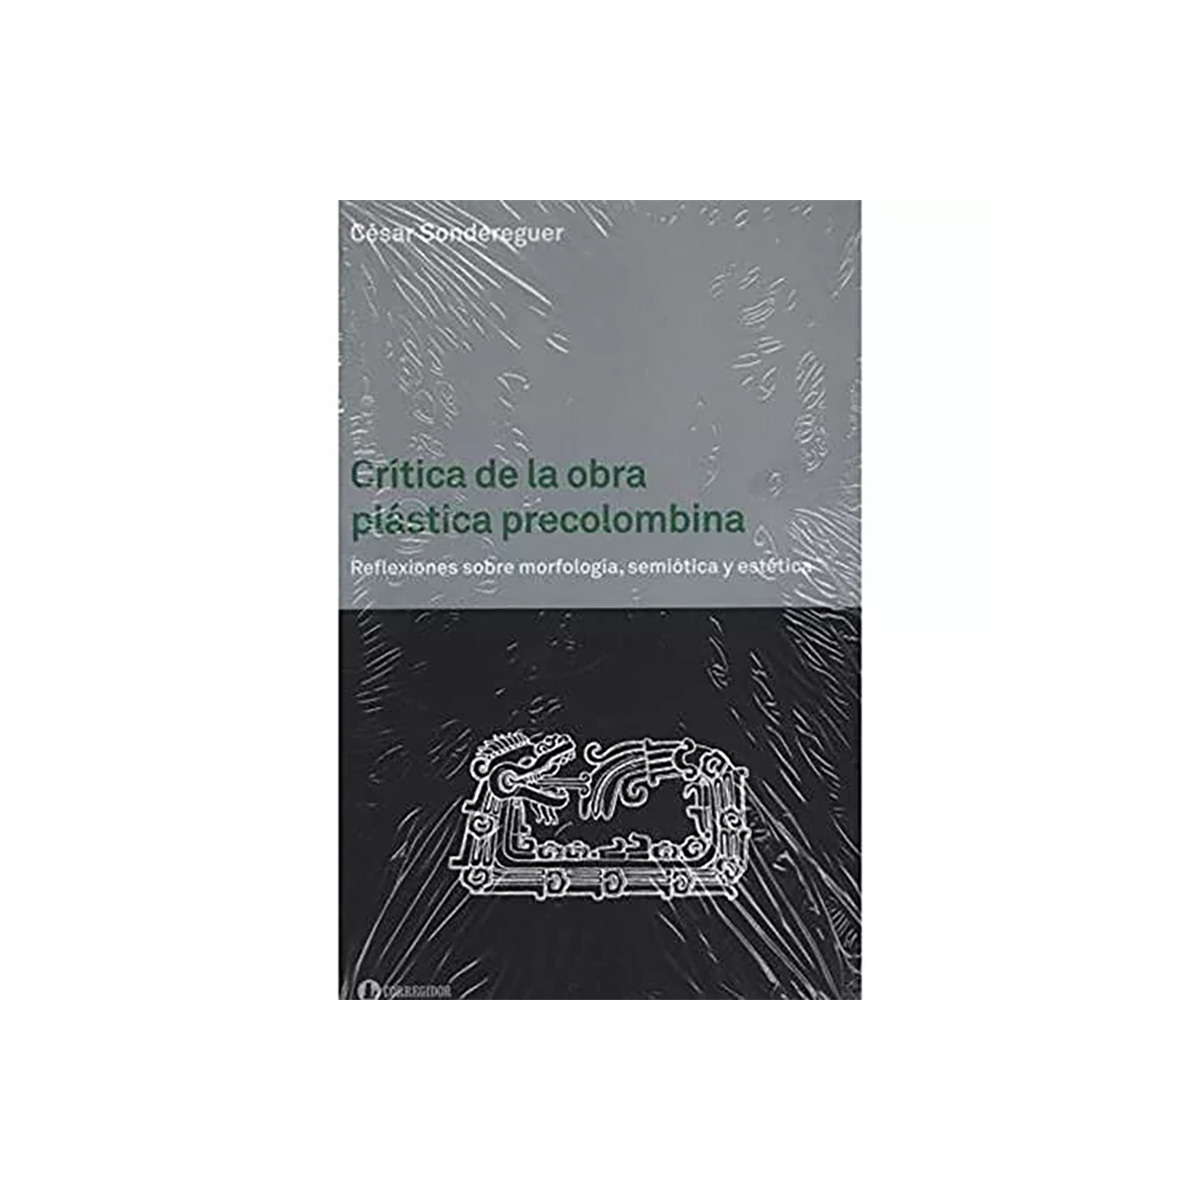 César Sondereguer
Crítica de la obra
plástica precolombina
Reflexiones sobre morfología, semiótica y estética
CORREGIDOR